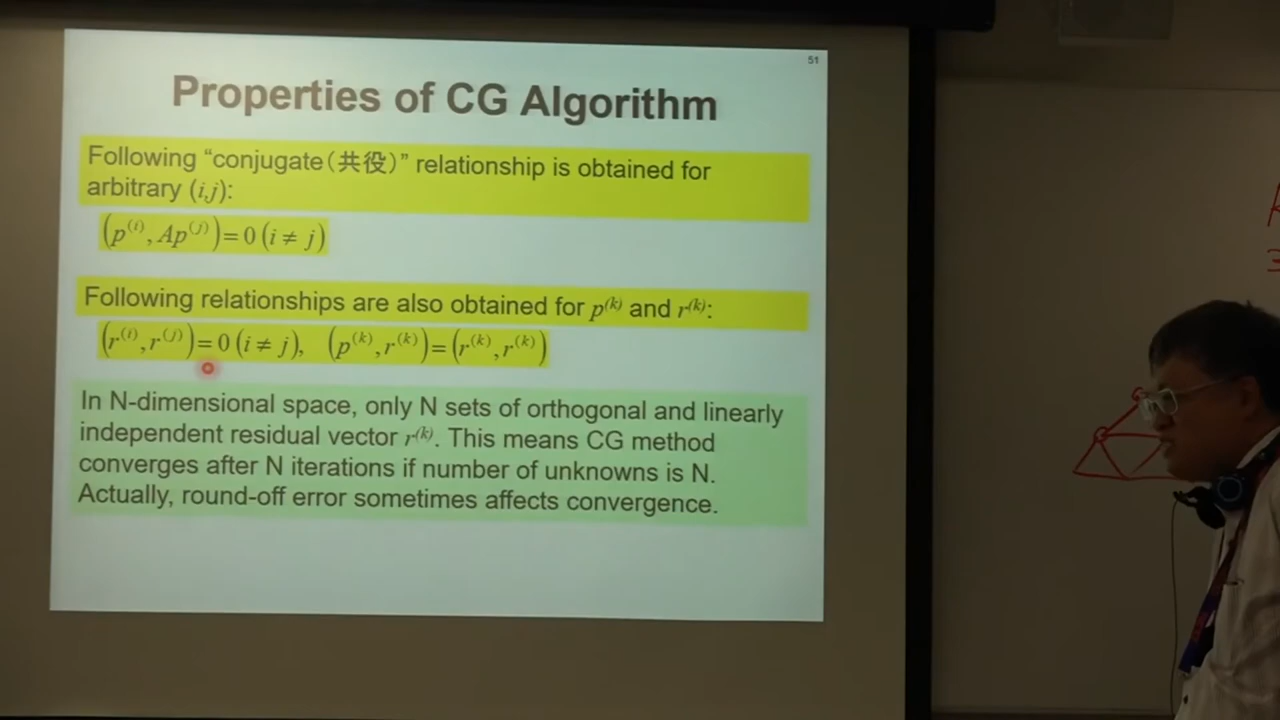 51
Properties of CG Algorithm
Following “conjugate（共役）” relationship is obtained for
arbitrary (i,j):
(p^(i), Ap^(j)) = 0 (i ≠ j)
Following relationships are also obtained for p^(k) and r^(k):
(r^(i), r^(j)) = 0 (i ≠ j), (p^(k), r^(k)) = (r^(k), r^(k))
In N-dimensional space, only N sets of orthogonal and linearly
independent residual vector r^(k). This means CG method
converges after N iterations if number of unknowns is N.
Actually, round-off error sometimes affects convergence.